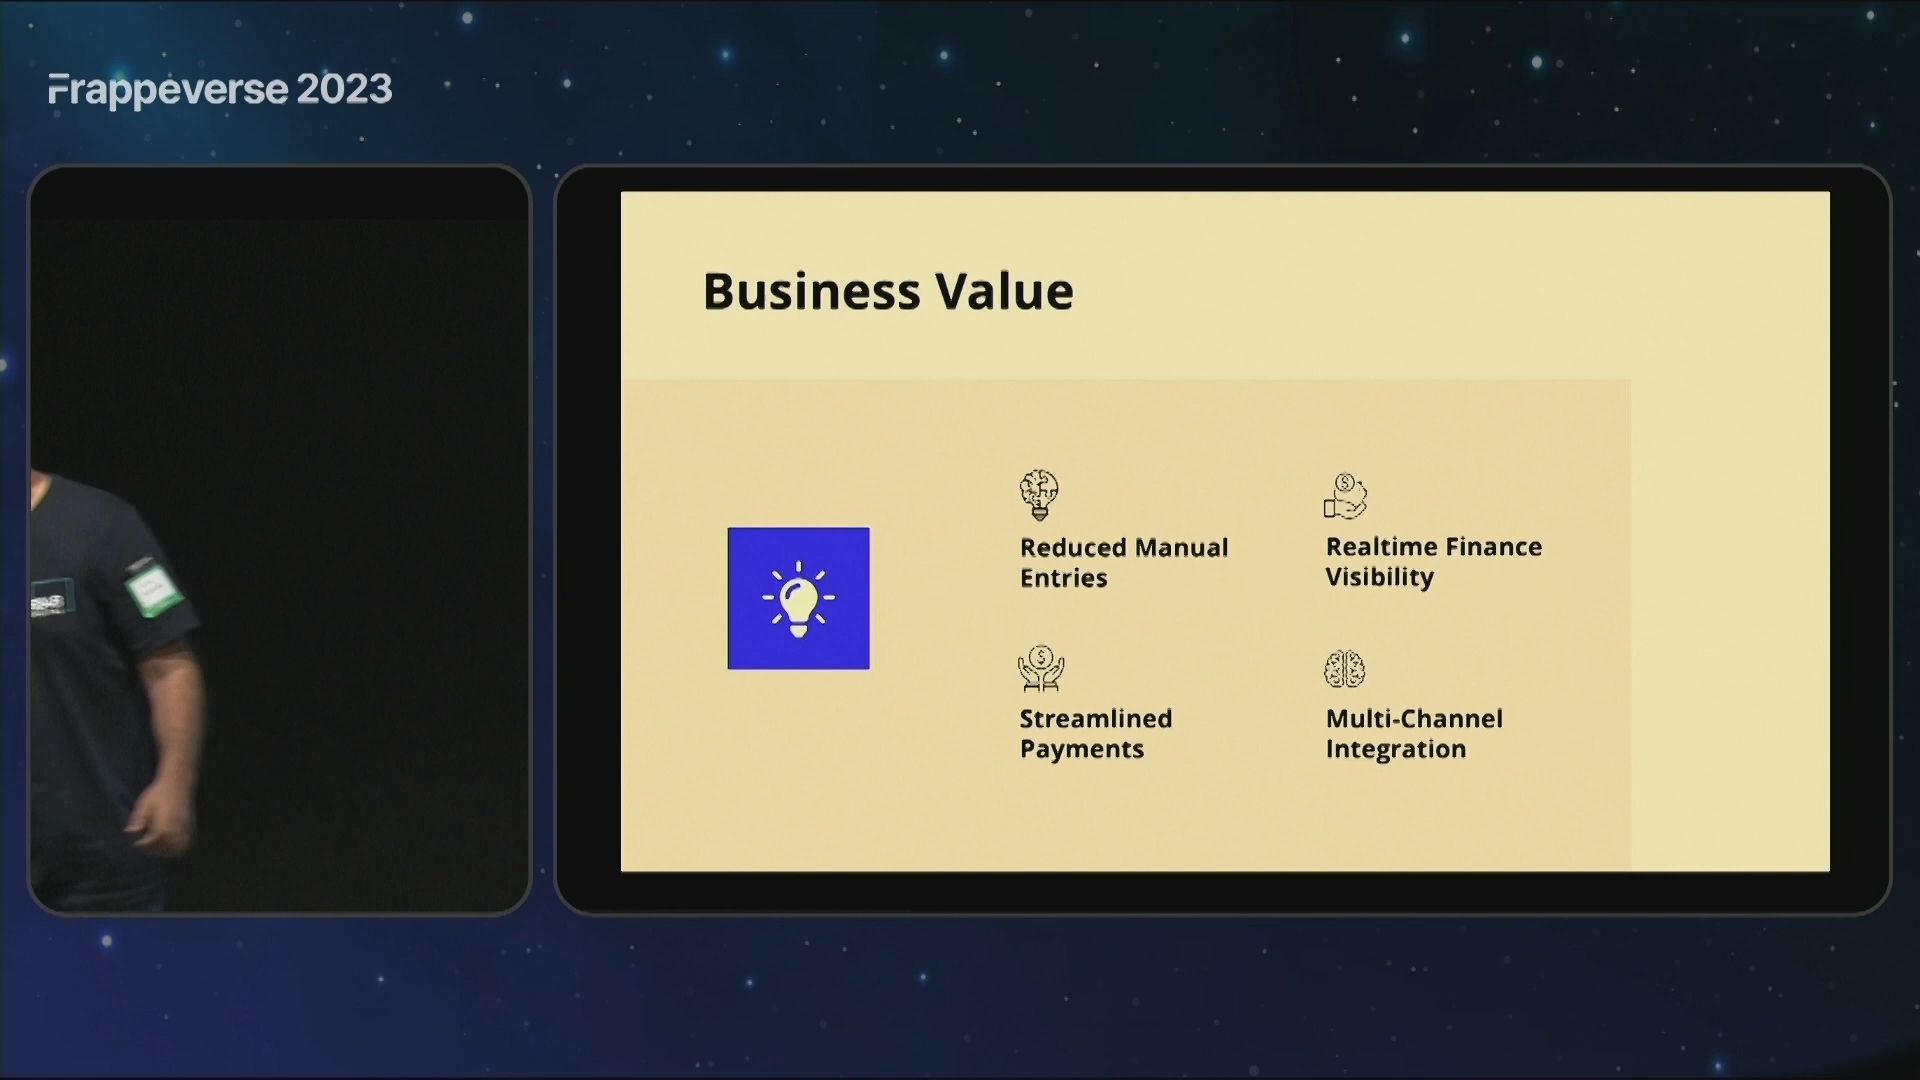 Frappeverse 2023
Business Value
Reduced Manual
Entries
Realtime Finance
Visibility
Streamlined
Payments
Multi-Channel
Integration